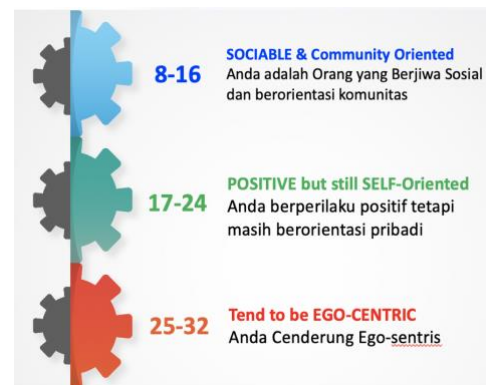 8-16
SOCIABLE & Community Oriented
Anda adalah Orang yang Berjiwa Sosial
dan berorientasi komunitas
17-24
POSITIVE but still SELF-Oriented
Anda berperilaku positif tetapi
masih berorientasi pribadi
25-32
Tend to be EGO-CENTRIC
Anda Cenderung Ego-sentris